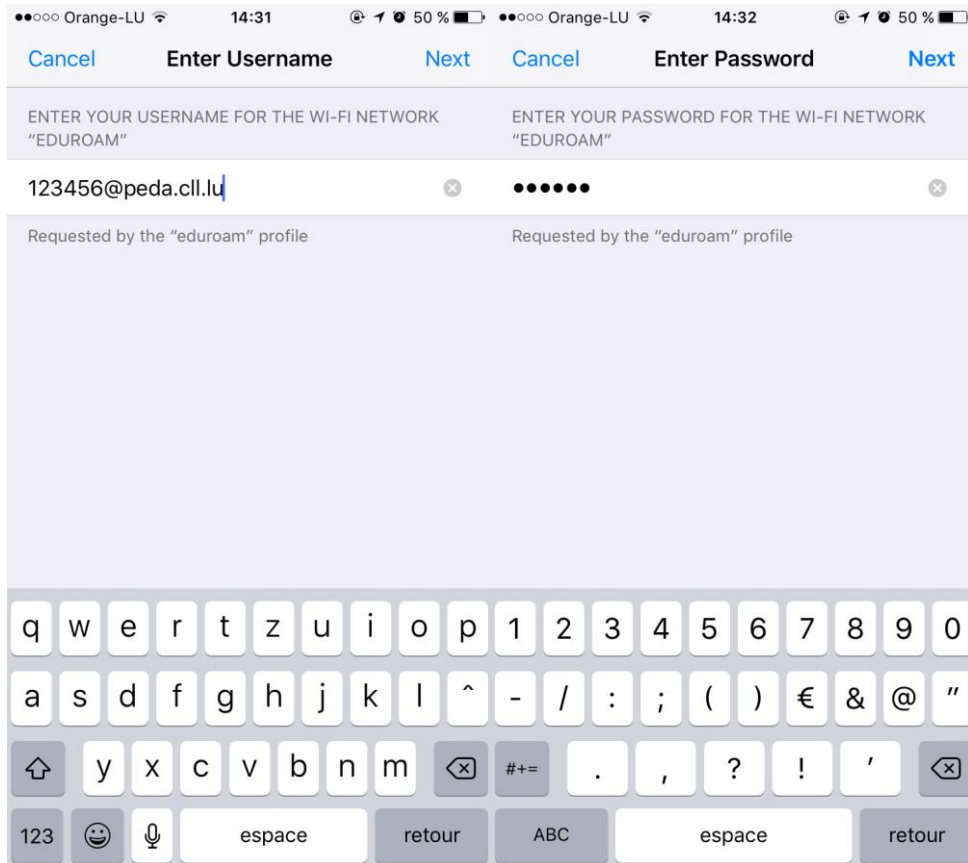 Orange-LU 14:31 50 %
Cancel Enter Username Next
ENTER YOUR USERNAME FOR THE WI-FI NETWORK
“EDUROAM”
123456@peda.cll.lu
Requested by the “eduroam” profile
q w e r t z u i o p
a s d f g h j k l ^
y x c v b n m
123 espace retour
Orange-LU 14:32 50 %
Cancel Enter Password Next
ENTER YOUR PASSWORD FOR THE WI-FI NETWORK
“EDUROAM”
●●●●●●
Requested by the “eduroam” profile
1 2 3 4 5 6 7 8 9 0
- / : ; ( ) € & @ "
#+= . , ? ! '
ABC espace retour